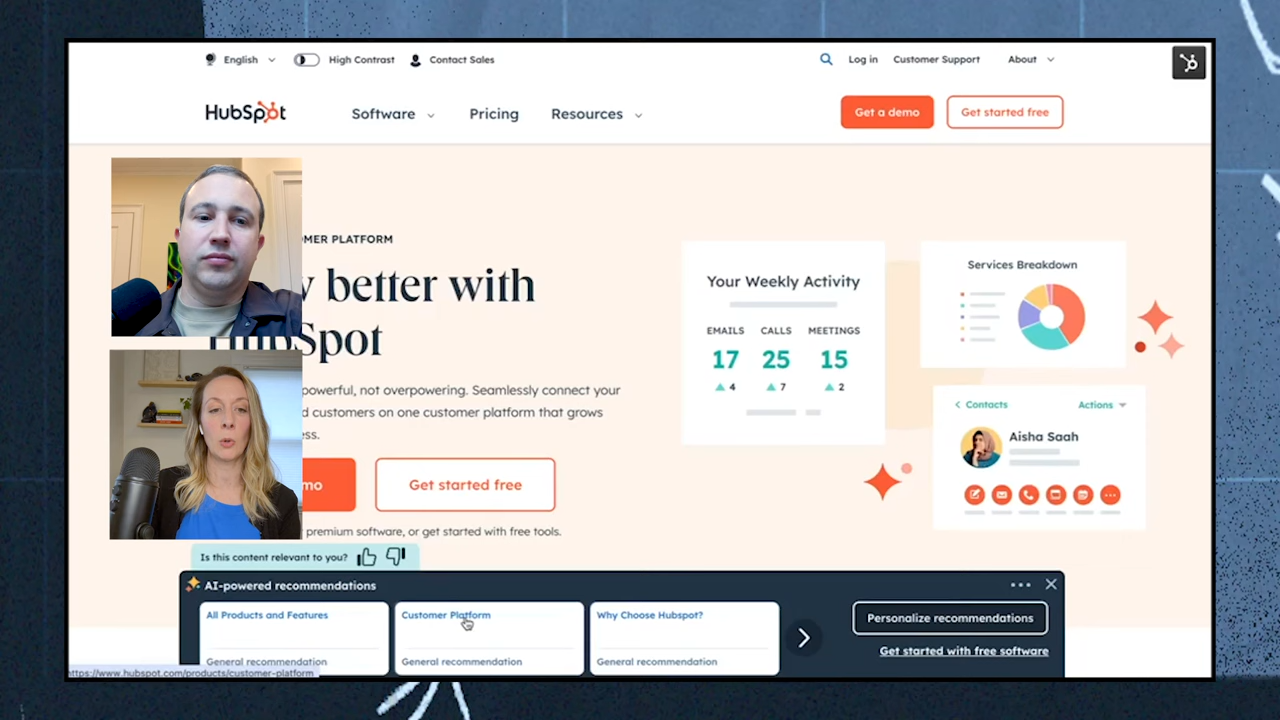 English
High Contrast
Contact Sales
Log in
Customer Support
About
HubSpot
Software
Pricing
Resources
Get a demo
Get started free
OMER PLATFORM
better with
HubSpot
powerful, not overpowering. Seamlessly connect your
d customers on one customer platform that grows
ss.
mo
Get started free
premium software, or get started with free tools.
Your Weekly Activity
EMAILS CALLS MEETINGS
17 25 15
4 7 2
Services Breakdown
Contacts
Actions
Aisha Saah
Is this content relevant to you?
AI-powered recommendations
All Products and Features
General recommendation
Customer Platform
General recommendation
Why Choose Hubspot?
General recommendation
Personalize recommendations
Get started with free software
https://www.hubspot.com/products/customer-platform